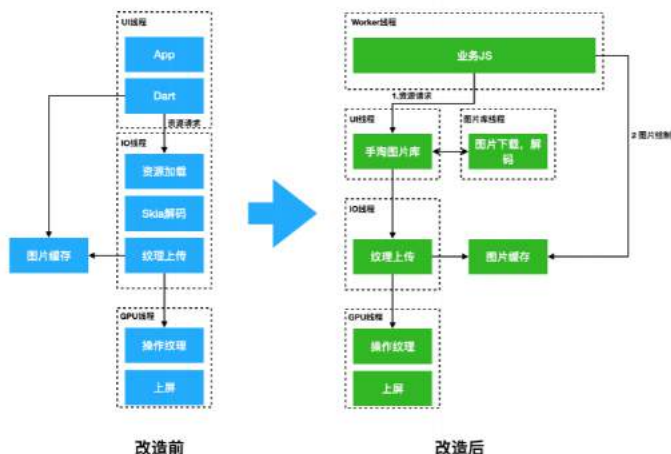 UI线程
App
Dart
资源请求
IO线程
资源加载
Skia解码
图片缓存
纹理上传
GPU线程
操作纹理
上屏
改造前
Worker线程
业务JS
1.资源请求
UI线程
图片库线程
手淘图片库
图片下载，解
码
2 图片绘制
IO线程
纹理上传
图片缓存
GPU线程
操作纹理
上屏
改造后